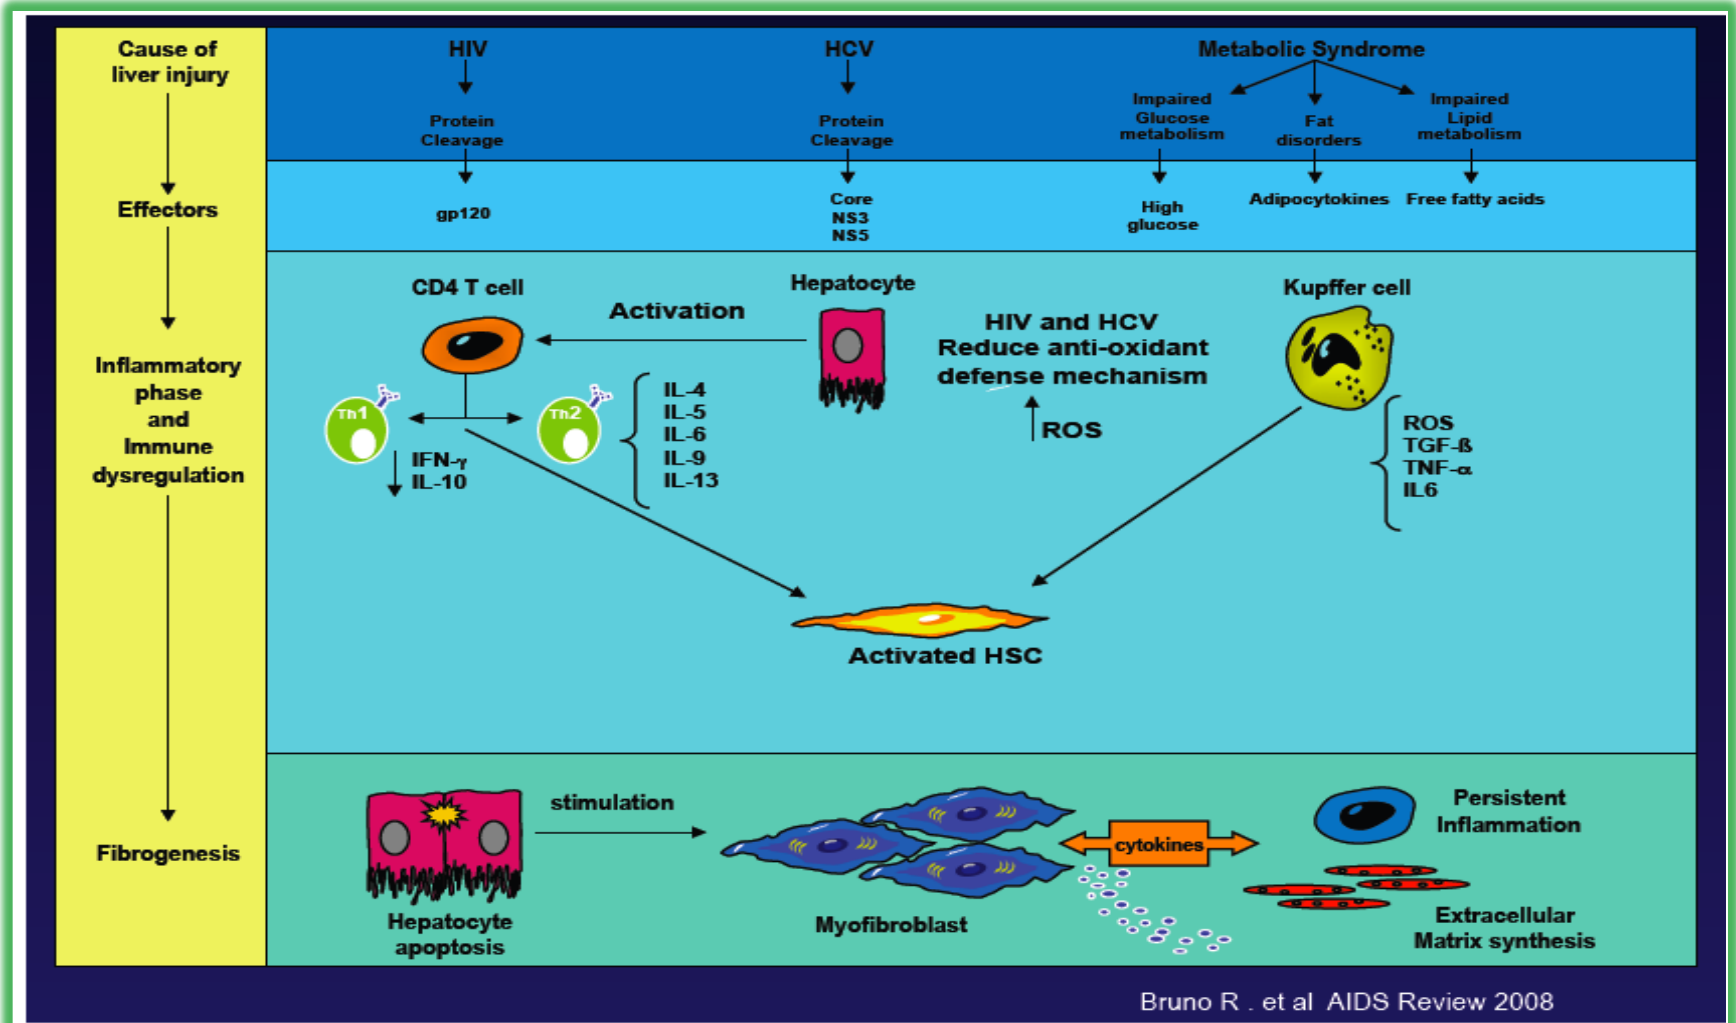 Cause of
liver injury
HIV
HCV
Metabolic Syndrome
Protein
Cleavage
Protein
Cleavage
Impaired
Glucose
metabolism
Fat
disorders
Impaired
Lipid
metabolism
Effectors
gp120
Core
NS3
NS5
High
glucose
Adipocytokines
Free fatty acids
Inflammatory
phase
and
Immune
dysregulation
CD4 T cell
Activation
Hepatocyte
HIV and HCV
Reduce anti-oxidant
defense mechanism
ROS
Kupffer cell
Th1
Th2
IFN-γ
IL-10
IL-4
IL-5
IL-6
IL-9
IL-13
ROS
TGF-ß
TNF-α
IL6
Activated HSC
Fibrogenesis
stimulation
Hepatocyte
apoptosis
Myofibroblast
cytokines
Persistent
Inflammation
Extracellular
Matrix synthesis
Bruno R . et al AIDS Review 2008